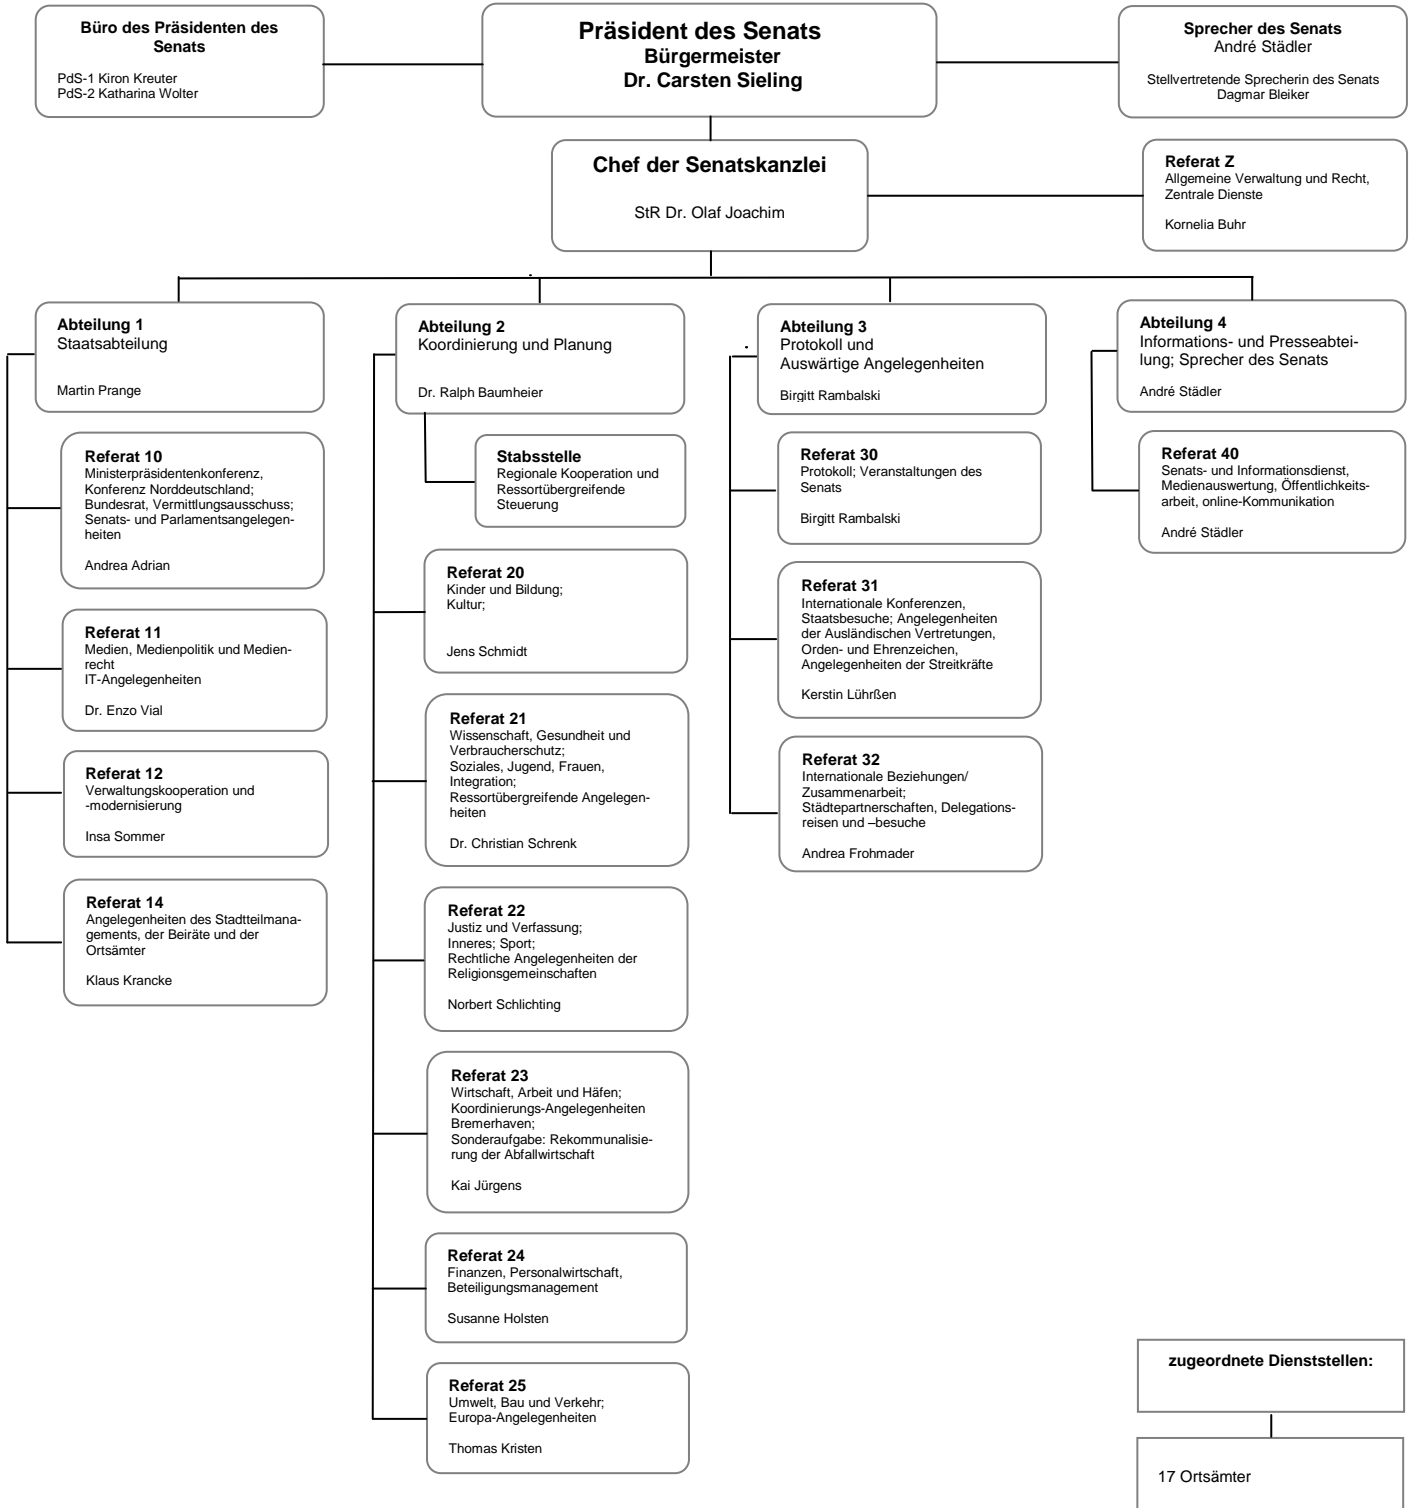 Büro des Präsidenten des
Senats
PdS-1 Kiron Kreuter
PdS-2 Katharina Wolter
Präsident des Senats
Bürgermeister
Dr. Carsten Sieling
Sprecher des Senats
André Städler
Stellvertretende Sprecherin des Senats
Dagmar Bleiker
Chef der Senatskanzlei
StR Dr. Olaf Joachim
Referat Z
Allgemeine Verwaltung und Recht,
Zentrale Dienste
Kornelia Buhr
Abteilung 1
Staatsabteilung
Martin Prange
Referat 10
Ministerpräsidentenkonferenz,
Konferenz Norddeutschland;
Bundesrat, Vermittlungsausschuss;
Senats- und Parlamentsangelegen-
heiten
Andrea Adrian
Referat 11
Medien, Medienpolitik und Medien-
recht
IT-Angelegenheiten
Dr. Enzo Vial
Referat 12
Verwaltungskooperation und
-modernisierung
Insa Sommer
Referat 14
Angelegenheiten des Stadtteilmana-
gements, der Beiräte und der
Ortsämter
Klaus Krancke
Abteilung 2
Koordinierung und Planung
Dr. Ralph Baumheier
Stabsstelle
Regionale Kooperation und
Ressortübergreifende
Steuerung
Referat 20
Kinder und Bildung;
Kultur;
Jens Schmidt
Referat 21
Wissenschaft, Gesundheit und
Verbraucherschutz;
Soziales, Jugend, Frauen,
Integration;
Ressortübergreifende Angelegen-
heiten
Dr. Christian Schrenk
Referat 22
Justiz und Verfassung;
Inneres; Sport;
Rechtliche Angelegenheiten der
Religionsgemeinschaften
Norbert Schlichting
Referat 23
Wirtschaft, Arbeit und Häfen;
Koordinierungs-Angelegenheiten
Bremerhaven;
Sonderaufgabe: Rekommunalisie-
rung der Abfallwirtschaft
Kai Jürgens
Referat 24
Finanzen, Personalwirtschaft,
Beteiligungsmanagement
Susanne Holsten
Referat 25
Umwelt, Bau und Verkehr;
Europa-Angelegenheiten
Thomas Kristen
Abteilung 3
Protokoll und
Auswärtige Angelegenheiten
Birgitt Rambalski
Referat 30
Protokoll; Veranstaltungen des
Senats
Birgitt Rambalski
Referat 31
Internationale Konferenzen,
Staatsbesuche; Angelegenheiten
der Ausländischen Vertretungen,
Orden- und Ehrenzeichen,
Angelegenheiten der Streitkräfte
Kerstin Lührßen
Referat 32
Internationale Beziehungen/
Zusammenarbeit;
Städtepartnerschaften, Delegations-
reisen und –besuche
Andrea Frohmader
Abteilung 4
Informations- und Presseabtei-
lung; Sprecher des Senats
André Städler
Referat 40
Senats- und Informationsdienst,
Medienauswertung, Öffentlichkeits-
arbeit, online-Kommunikation
André Städler
zugeordnete Dienststellen:
17 Ortsämter